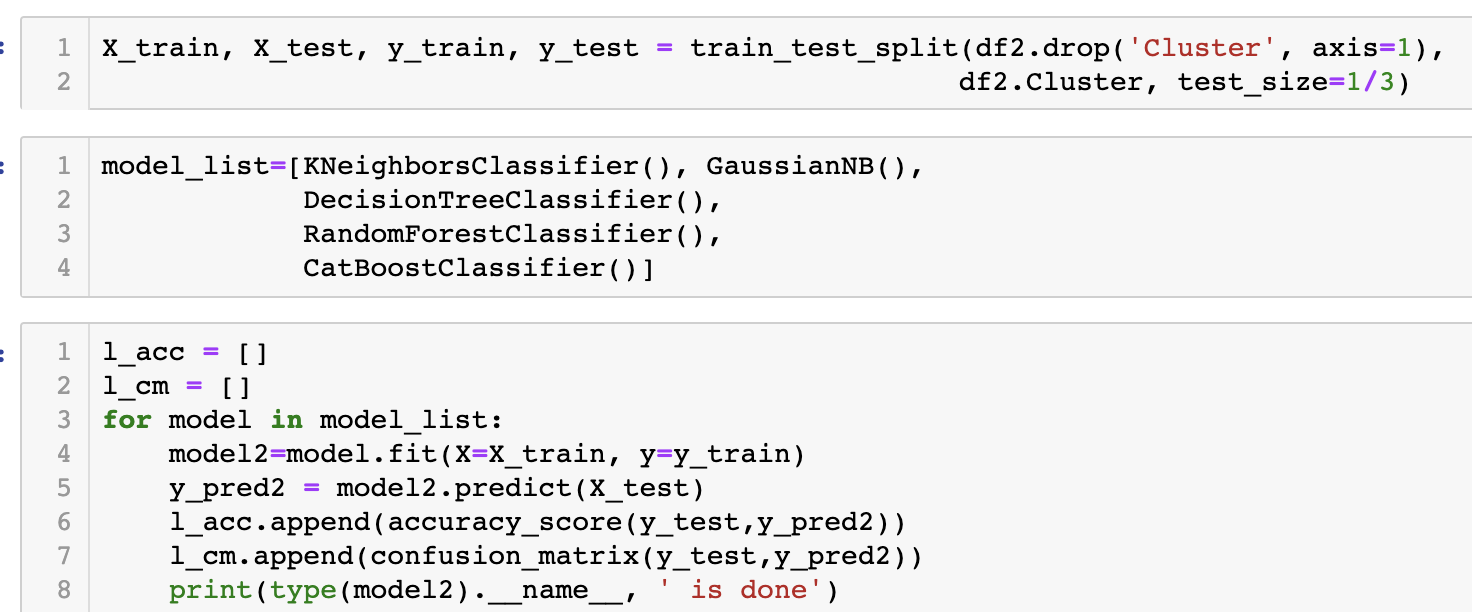 1 X_train, X_test, y_train, y_test = train_test_split(df2.drop('Cluster', axis=1),
2                                                     df2.Cluster, test_size=1/3)
1 model_list=[KNeighborsClassifier(), GaussianNB(),
2             DecisionTreeClassifier(),
3             RandomForestClassifier(),
4             CatBoostClassifier()]
1 l_acc = []
2 l_cm = []
3 for model in model_list:
4     model2=model.fit(X=X_train, y=y_train)
5     y_pred2 = model2.predict(X_test)
6     l_acc.append(accuracy_score(y_test,y_pred2))
7     l_cm.append(confusion_matrix(y_test,y_pred2))
8     print(type(model2).__name__, ' is done')